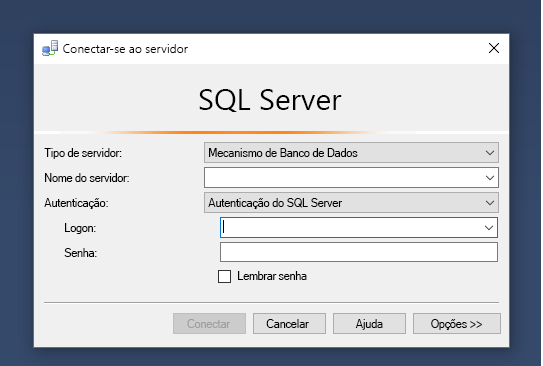 Conectar-se ao servidor
SQL Server
Tipo de servidor: Mecanismo de Banco de Dados
Nome do servidor:
Autenticação: Autenticação do SQL Server
Logon:
Senha:
Lembrar senha
Conectar Cancelar Ajuda Opções >>